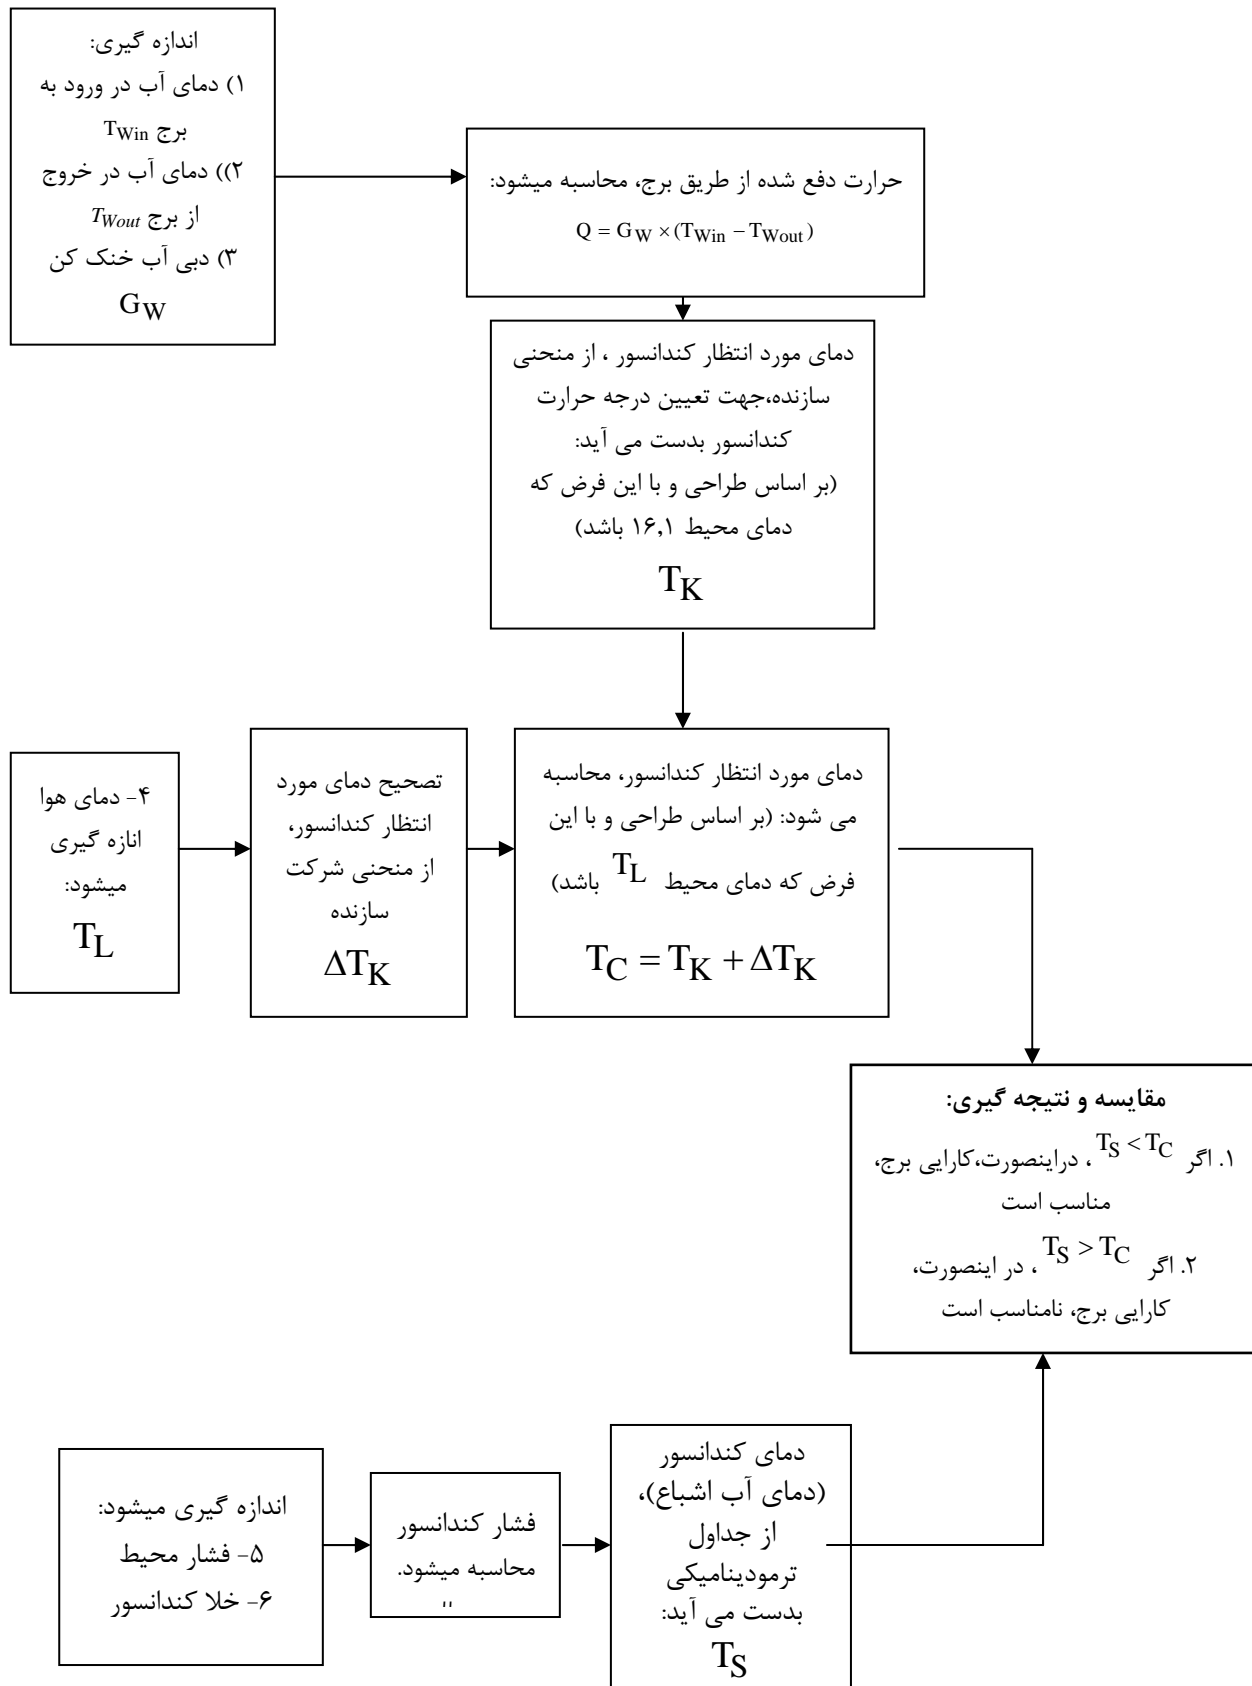 اندازه گیری:
۱) دمای آب در ورود به
برج TWin
۲)) دمای آب در خروج
از برج TWout
۳) دبی آب خنک کن
GW
حرارت دفع شده از طریق برج، محاسبه میشود:
Q = GW × (TWin − TWout)
دمای مورد انتظار کندانسور ، از منحنی
سازنده،جهت تعیین درجه حرارت
کندانسور بدست می آید:
(بر اساس طراحی و با این فرض که
دمای محیط ۱۶,۱ باشد)
TK
۴- دمای هوا
انازه گیری
میشود:
TL
تصحیح دمای مورد
انتظار کندانسور،
از منحنی شرکت
سازنده
ΔTK
دمای مورد انتظار کندانسور، محاسبه
می شود: (بر اساس طراحی و با این
فرض که دمای محیط TL باشد)
TC = TK + ΔTK
مقایسه و نتیجه گیری:
۱. اگر TS < TC ، دراینصورت،کارایی برج،
مناسب است
۲. اگر TS > TC ، در اینصورت،
کارایی برج، نامناسب است
اندازه گیری میشود:
۵- فشار محیط
۶- خلا کندانسور
فشار کندانسور
محاسبه میشود.
دمای کندانسور
(دمای آب اشباع)،
از جداول
ترمودینامیکی
بدست می آید:
TS